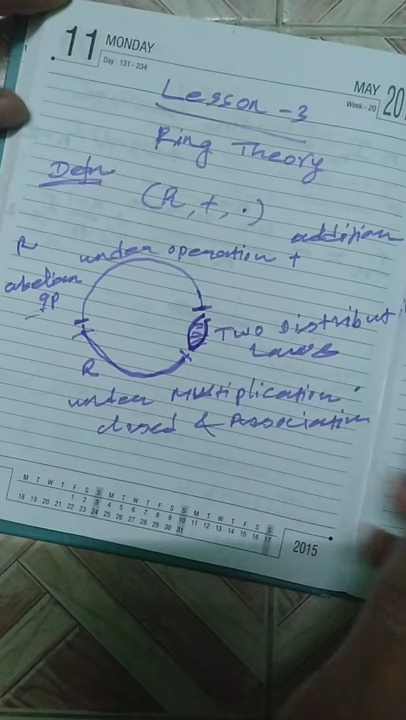 11 MONDAY
Day : 131 - 234
MAY 20
Week - 20
Lesson - 3
Ring Theory
Defn
(R, +, ·)
addition
R under operation +
abelian
gp
Two Distribut
Laws
R
under Multiplication ·
closed & Association
M T W T F S S M T W T F S S M T W T F S S M T W T F S S M T W T F S S
1 2 3 4 5 6 7 8 9 10 11 12 13 14 15 16 17
18 19 20 21 22 23 24 25 26 27 28 29 30 31
2015